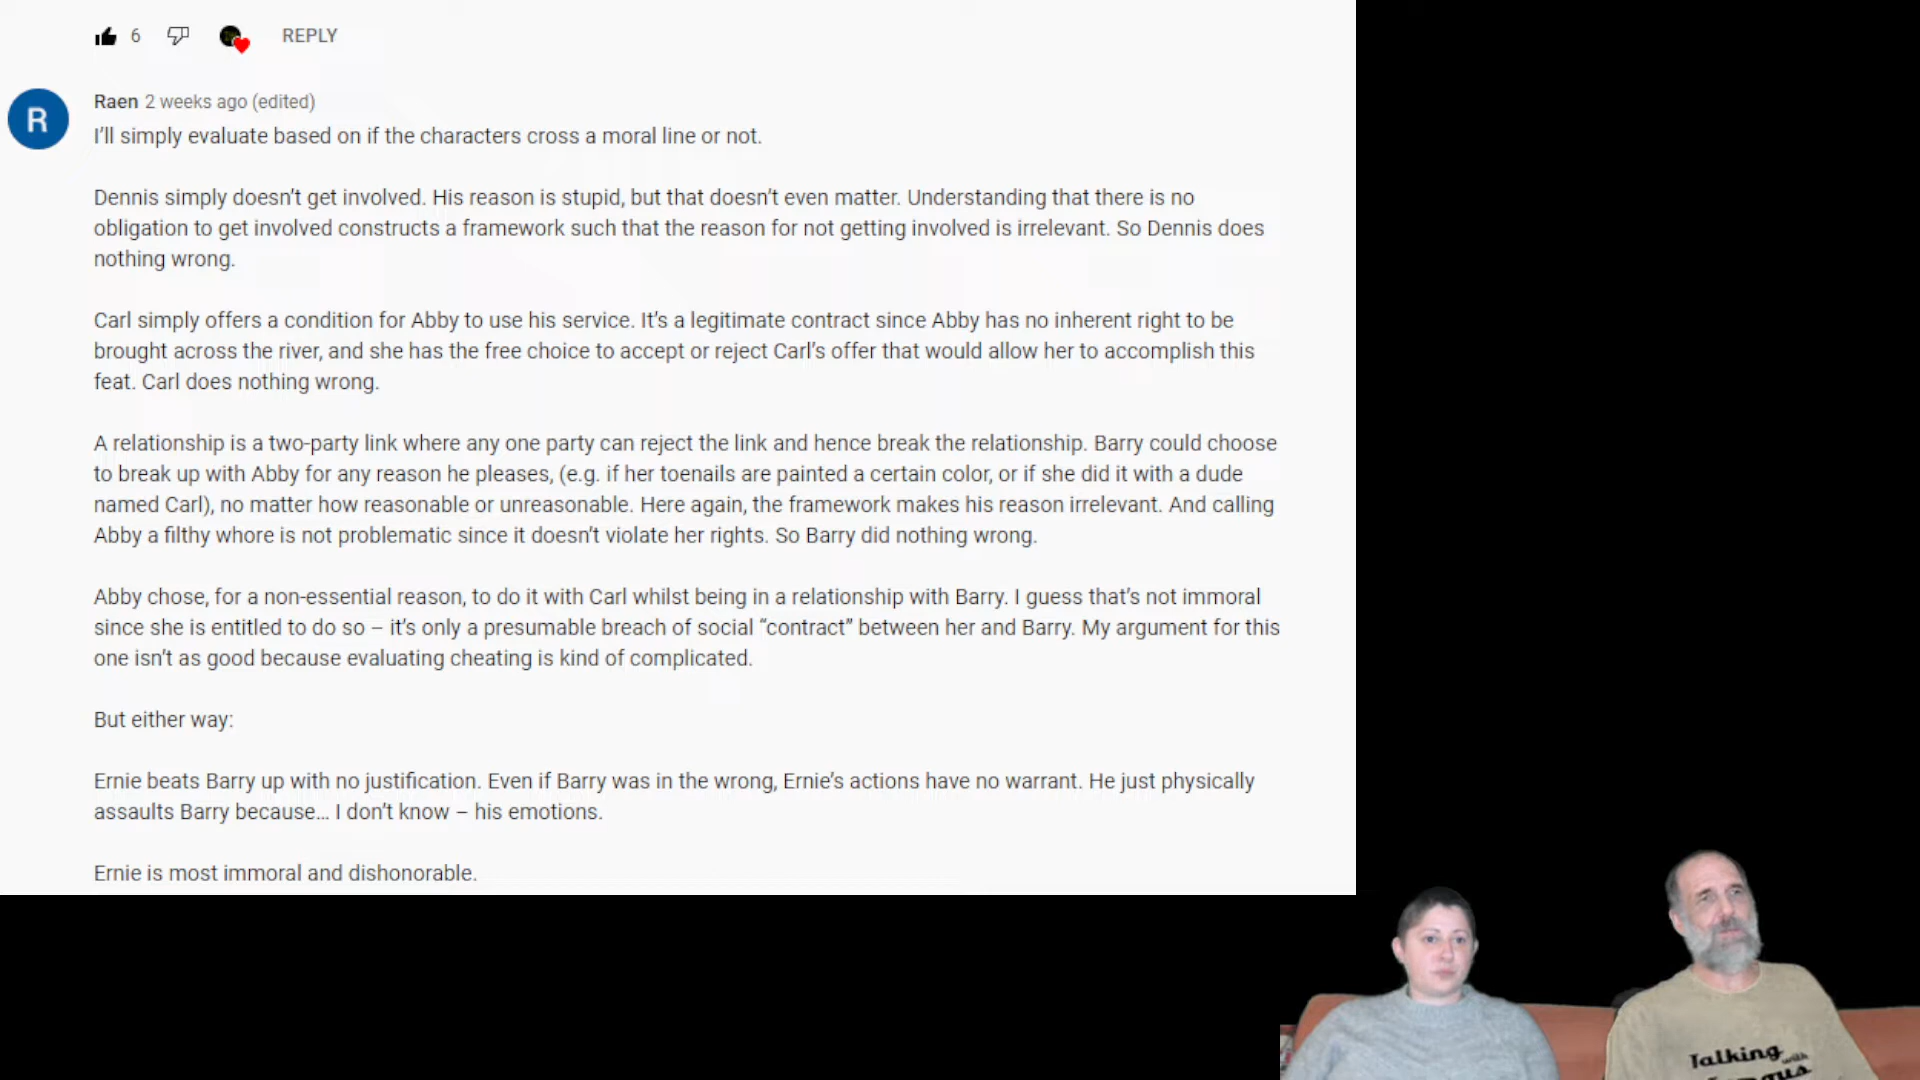 6 REPLY
R
Raen 2 weeks ago (edited)
I’ll simply evaluate based on if the characters cross a moral line or not.
Dennis simply doesn’t get involved. His reason is stupid, but that doesn’t even matter. Understanding that there is no
obligation to get involved constructs a framework such that the reason for not getting involved is irrelevant. So Dennis does
nothing wrong.
Carl simply offers a condition for Abby to use his service. It’s a legitimate contract since Abby has no inherent right to be
brought across the river, and she has the free choice to accept or reject Carl’s offer that would allow her to accomplish this
feat. Carl does nothing wrong.
A relationship is a two-party link where any one party can reject the link and hence break the relationship. Barry could choose
to break up with Abby for any reason he pleases, (e.g. if her toenails are painted a certain color, or if she did it with a dude
named Carl), no matter how reasonable or unreasonable. Here again, the framework makes his reason irrelevant. And calling
Abby a filthy whore is not problematic since it doesn’t violate her rights. So Barry did nothing wrong.
Abby chose, for a non-essential reason, to do it with Carl whilst being in a relationship with Barry. I guess that’s not immoral
since she is entitled to do so – it’s only a presumable breach of social “contract” between her and Barry. My argument for this
one isn’t as good because evaluating cheating is kind of complicated.
But either way:
Ernie beats Barry up with no justification. Even if Barry was in the wrong, Ernie’s actions have no warrant. He just physically
assaults Barry because… I don’t know – his emotions.
Ernie is most immoral and dishonorable.
Talking with